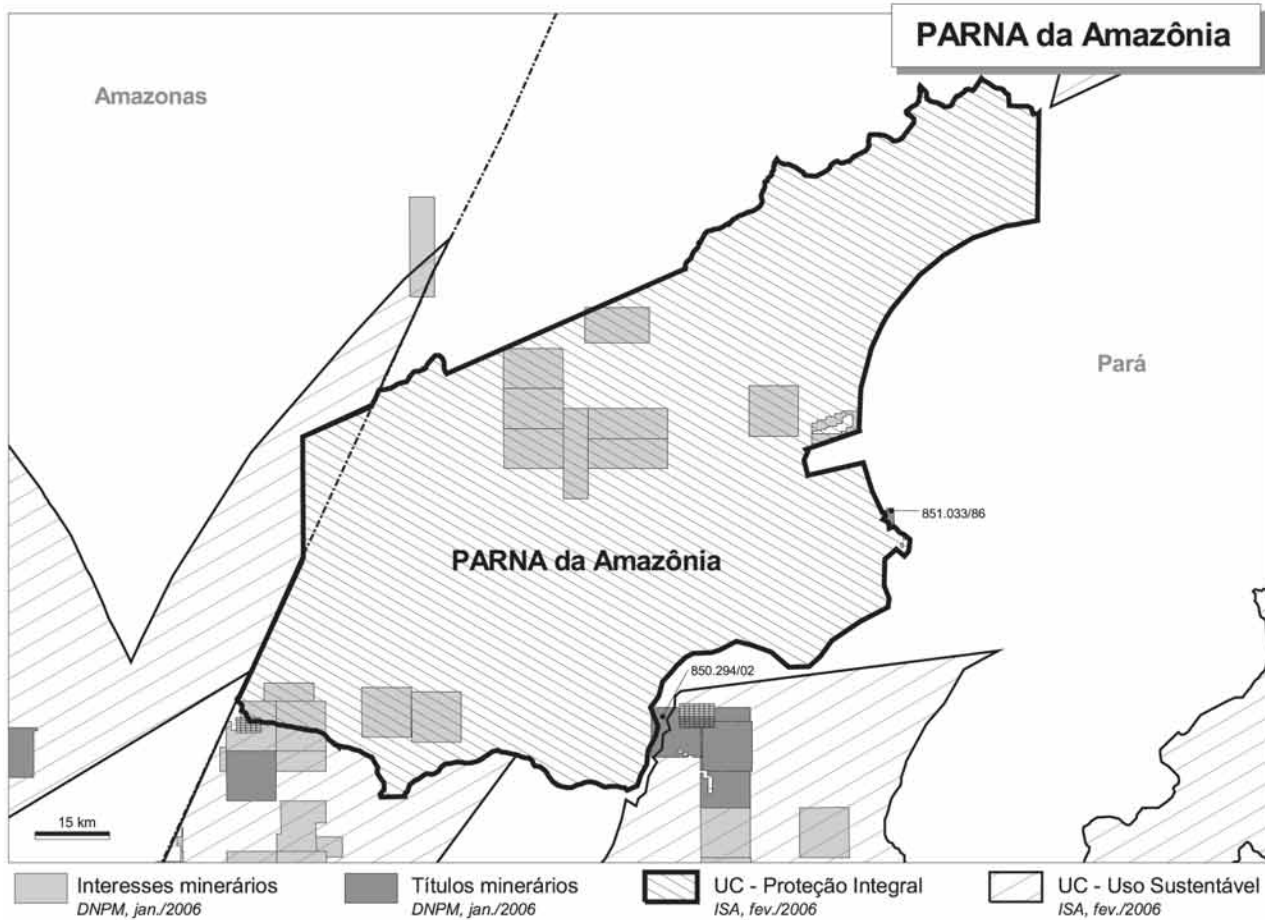 PARNA da Amazônia
Amazonas
Pará
851.033/86
PARNA da Amazônia
850.294/02
15 km
Interesses minerários
DNPM, jan./2006
Títulos minerários
DNPM, jan./2006
UC - Proteção Integral
ISA, fev./2006
UC - Uso Sustentável
ISA, fev./2006